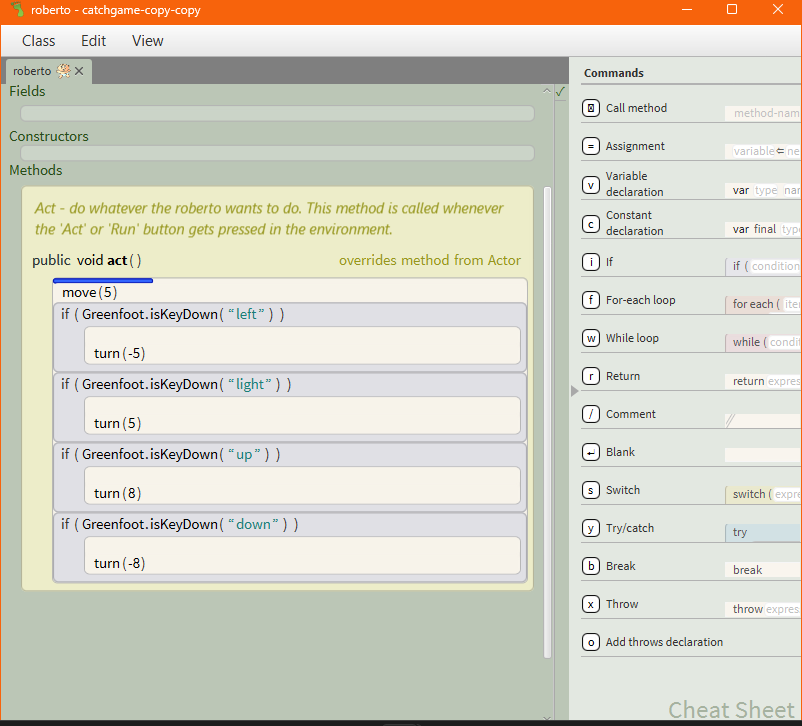 roberto - catchgame-copy-copy
Class Edit View
roberto
Fields
Constructors
Methods
Act - do whatever the roberto wants to do. This method is called whenever
the 'Act' or 'Run' button gets pressed in the environment.
public void act() overrides method from Actor
move(5)
if ( Greenfoot.isKeyDown( “left” ) )
turn(-5)
if ( Greenfoot.isKeyDown( “light” ) )
turn(5)
if ( Greenfoot.isKeyDown( “up” ) )
turn(8)
if ( Greenfoot.isKeyDown( “down” ) )
turn(-8)
Commands
Call method method-nam
= Assignment variable⇐ ne
v Variable
declaration var type nam
c Constant
declaration var final type
i If if ( condition
f For-each loop for each ( iter
w While loop while ( condi
r Return return expres
/ Comment //
↵ Blank
s Switch switch ( expre
y Try/catch try
b Break break
x Throw throw express
o Add throws declaration
Cheat Sheet